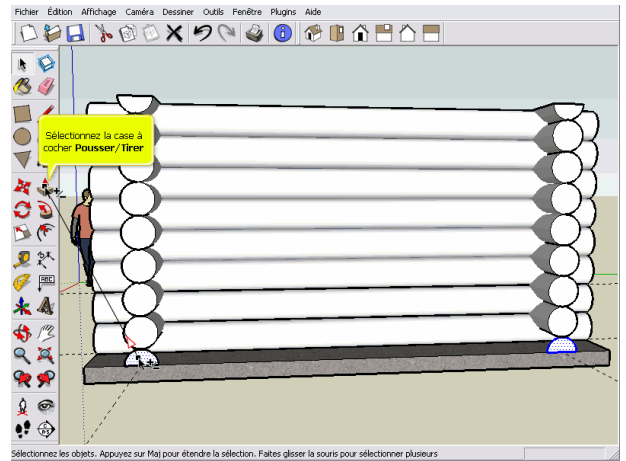 Fichier Édition Affichage Caméra Dessiner Outils Fenêtre Plugins Aide
Sélectionnez la case à
cocher Pousser/Tirer
ABC
Sélectionnez les objets. Appuyez sur Maj pour étendre la sélection. Faites glisser la souris pour sélectionner plusieurs